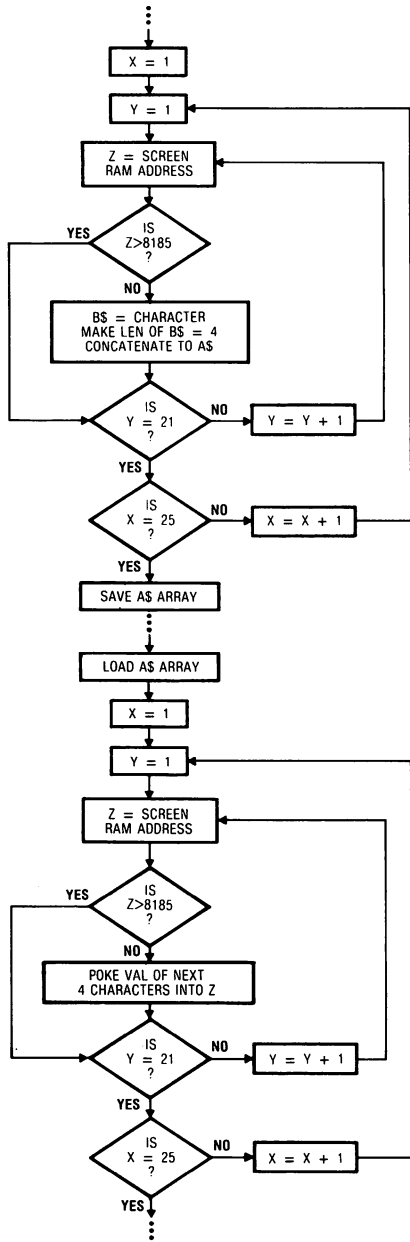 X = 1
Y = 1
Z = SCREEN
RAM ADDRESS
YES
IS
Z>8185
?
NO
B$ = CHARACTER
MAKE LEN OF B$ = 4
CONCATENATE TO A$
IS
Y = 21
?
NO
Y = Y + 1
YES
IS
X = 25
?
NO
X = X + 1
YES
SAVE A$ ARRAY
LOAD A$ ARRAY
X = 1
Y = 1
Z = SCREEN
RAM ADDRESS
YES
IS
Z>8185
?
NO
POKE VAL OF NEXT
4 CHARACTERS INTO Z
IS
Y = 21
?
NO
Y = Y + 1
YES
IS
X = 25
?
NO
X = X + 1
YES